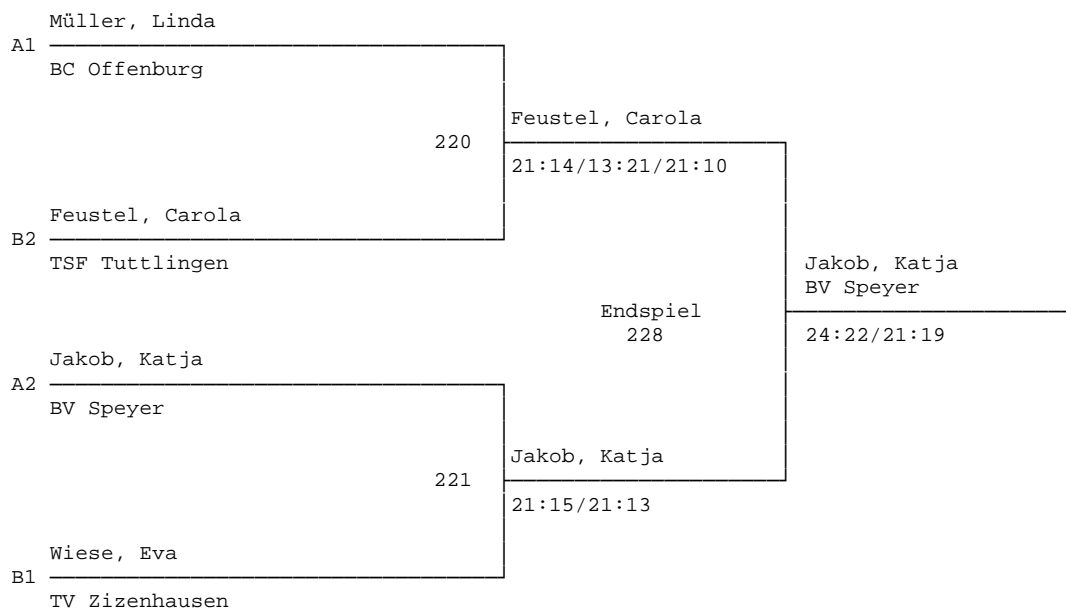 Müller, Linda
A1
BC Offenburg
Feustel, Carola
220
21:14/13:21/21:10
Feustel, Carola
B2
TSF Tuttlingen
Jakob, Katja
BV Speyer
Endspiel
228
24:22/21:19
Jakob, Katja
A2
BV Speyer
Jakob, Katja
221
21:15/21:13
Wiese, Eva
B1
TV Zizenhausen